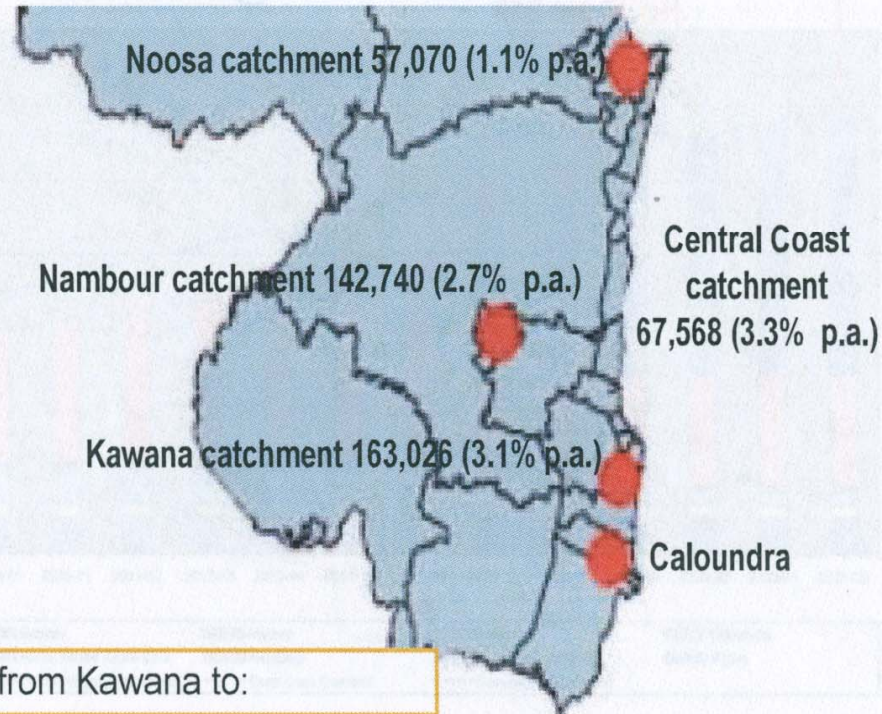 Noosa catchment 57,070 (1.1% p.a.)
Central Coast
catchment
67,568 (3.3% p.a.)
Nambour catchment 142,740 (2.7% p.a.)
Kawana catchment 163,026 (3.1% p.a.)
Caloundra
from Kawana to: